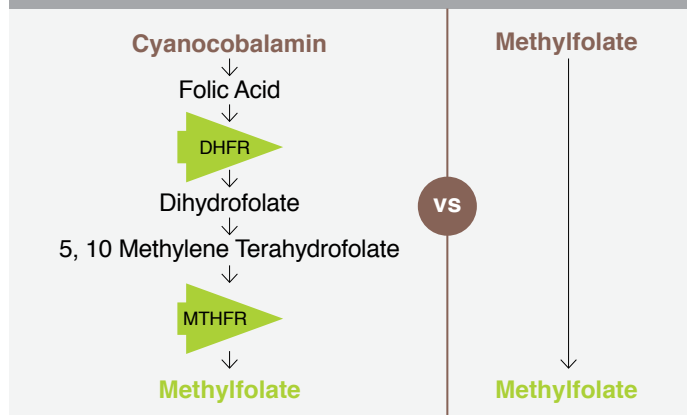 Cyanocobalamin
Folic Acid
DHFR
Dihydrofolate
5, 10 Methylene Terahydrofolate
MTHFR
Methylfolate
vs
Methylfolate
Methylfolate